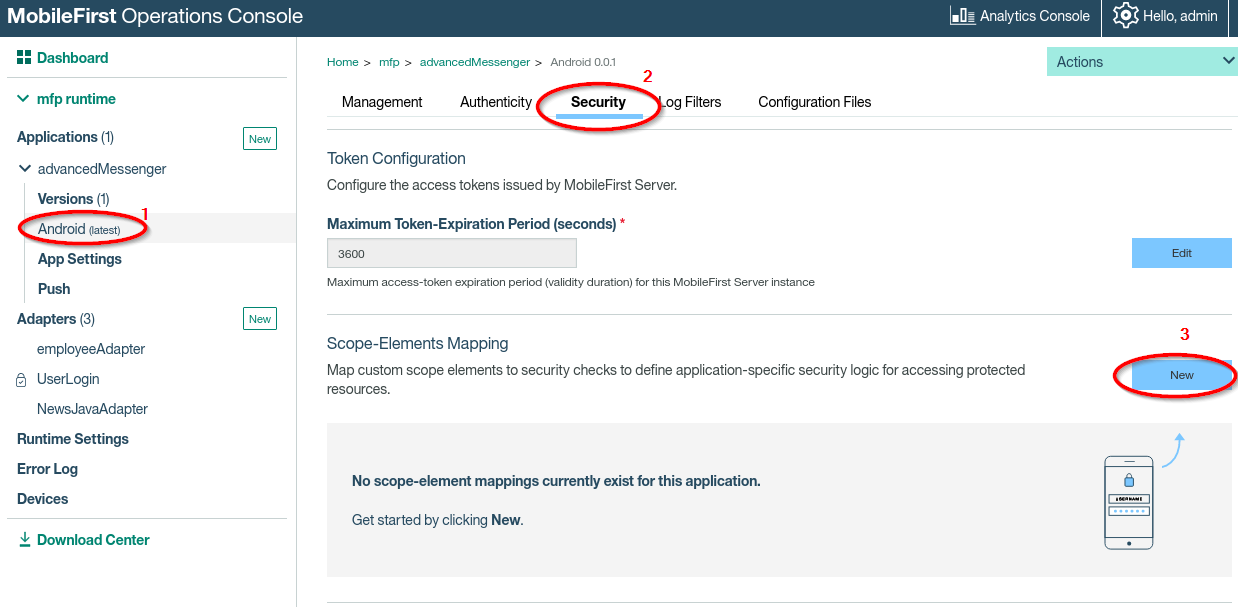 MobileFirst Operations Console
Analytics Console
Hello, admin
Dashboard
mfp runtime
Applications (1)
New
advancedMessenger
Versions (1)
1
Android (latest)
App Settings
Push
Adapters (3)
New
employeeAdapter
UserLogin
NewsJavaAdapter
Runtime Settings
Error Log
Devices
Download Center
Home > mfp > advancedMessenger > Android 0.0.1
Actions
2
Management
Authenticity
Security
Log Filters
Configuration Files
Token Configuration
Configure the access tokens issued by MobileFirst Server.
Maximum Token-Expiration Period (seconds) *
3600
Edit
Maximum access-token expiration period (validity duration) for this MobileFirst Server instance
Scope-Elements Mapping
3
Map custom scope elements to security checks to define application-specific security logic for accessing protected
resources.
New
No scope-element mappings currently exist for this application.
Get started by clicking New.
USERNAME